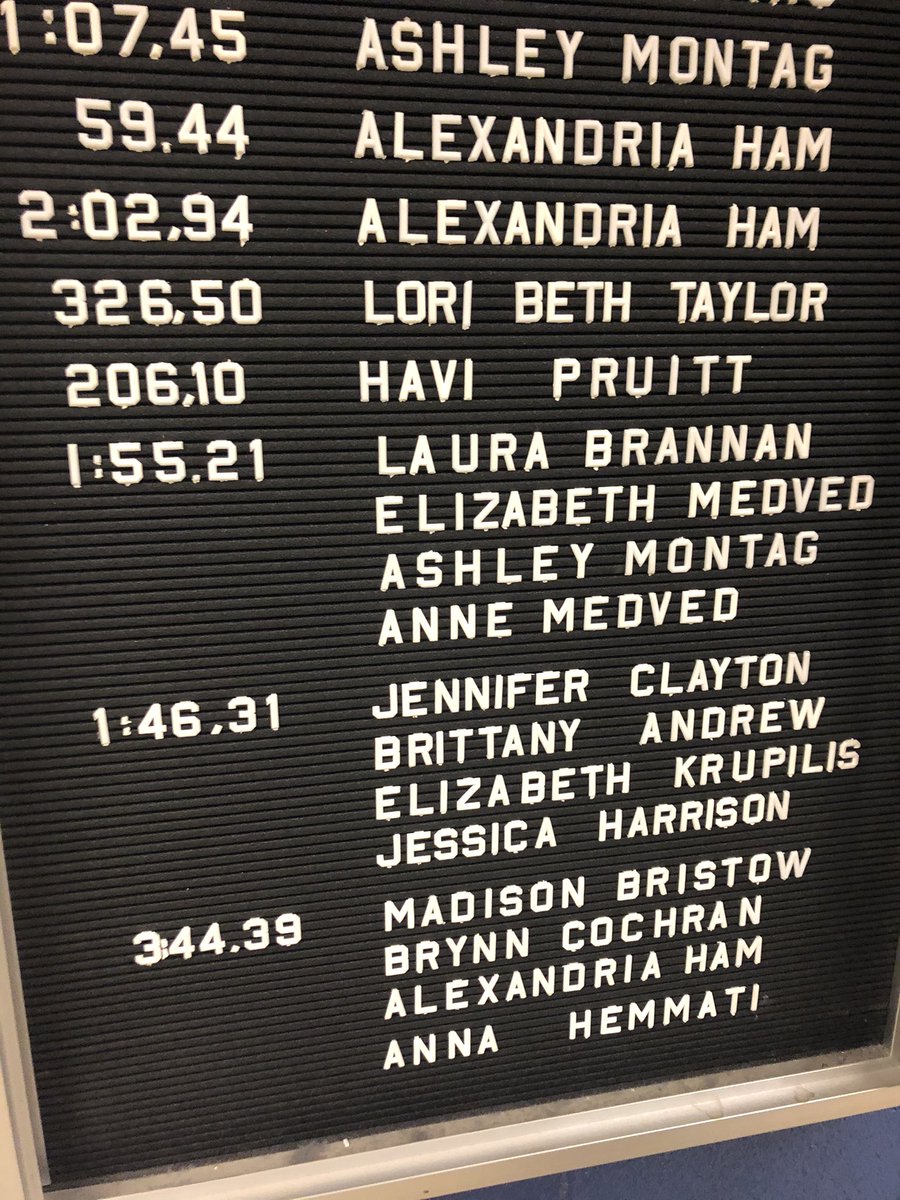 1:07,45 ASHLEY MONTAG
59.44 ALEXANDRIA HAM
2:02,94 ALEXANDRIA HAM
326,50 LORI BETH TAYLOR
206,10 HAVI PRUITT
1:55.21 LAURA BRANNAN
ELIZABETH MEDVED
ASHLEY MONTAG
ANNE MEDVED
1:46,31 JENNIFER CLAYTON
BRITTANY ANDREW
ELIZABETH KRUPILIS
JESSICA HARRISON
3:44.39 MADISON BRISTOW
BRYNN COCHRAN
ALEXANDRIA HAM
ANNA HEMMATI